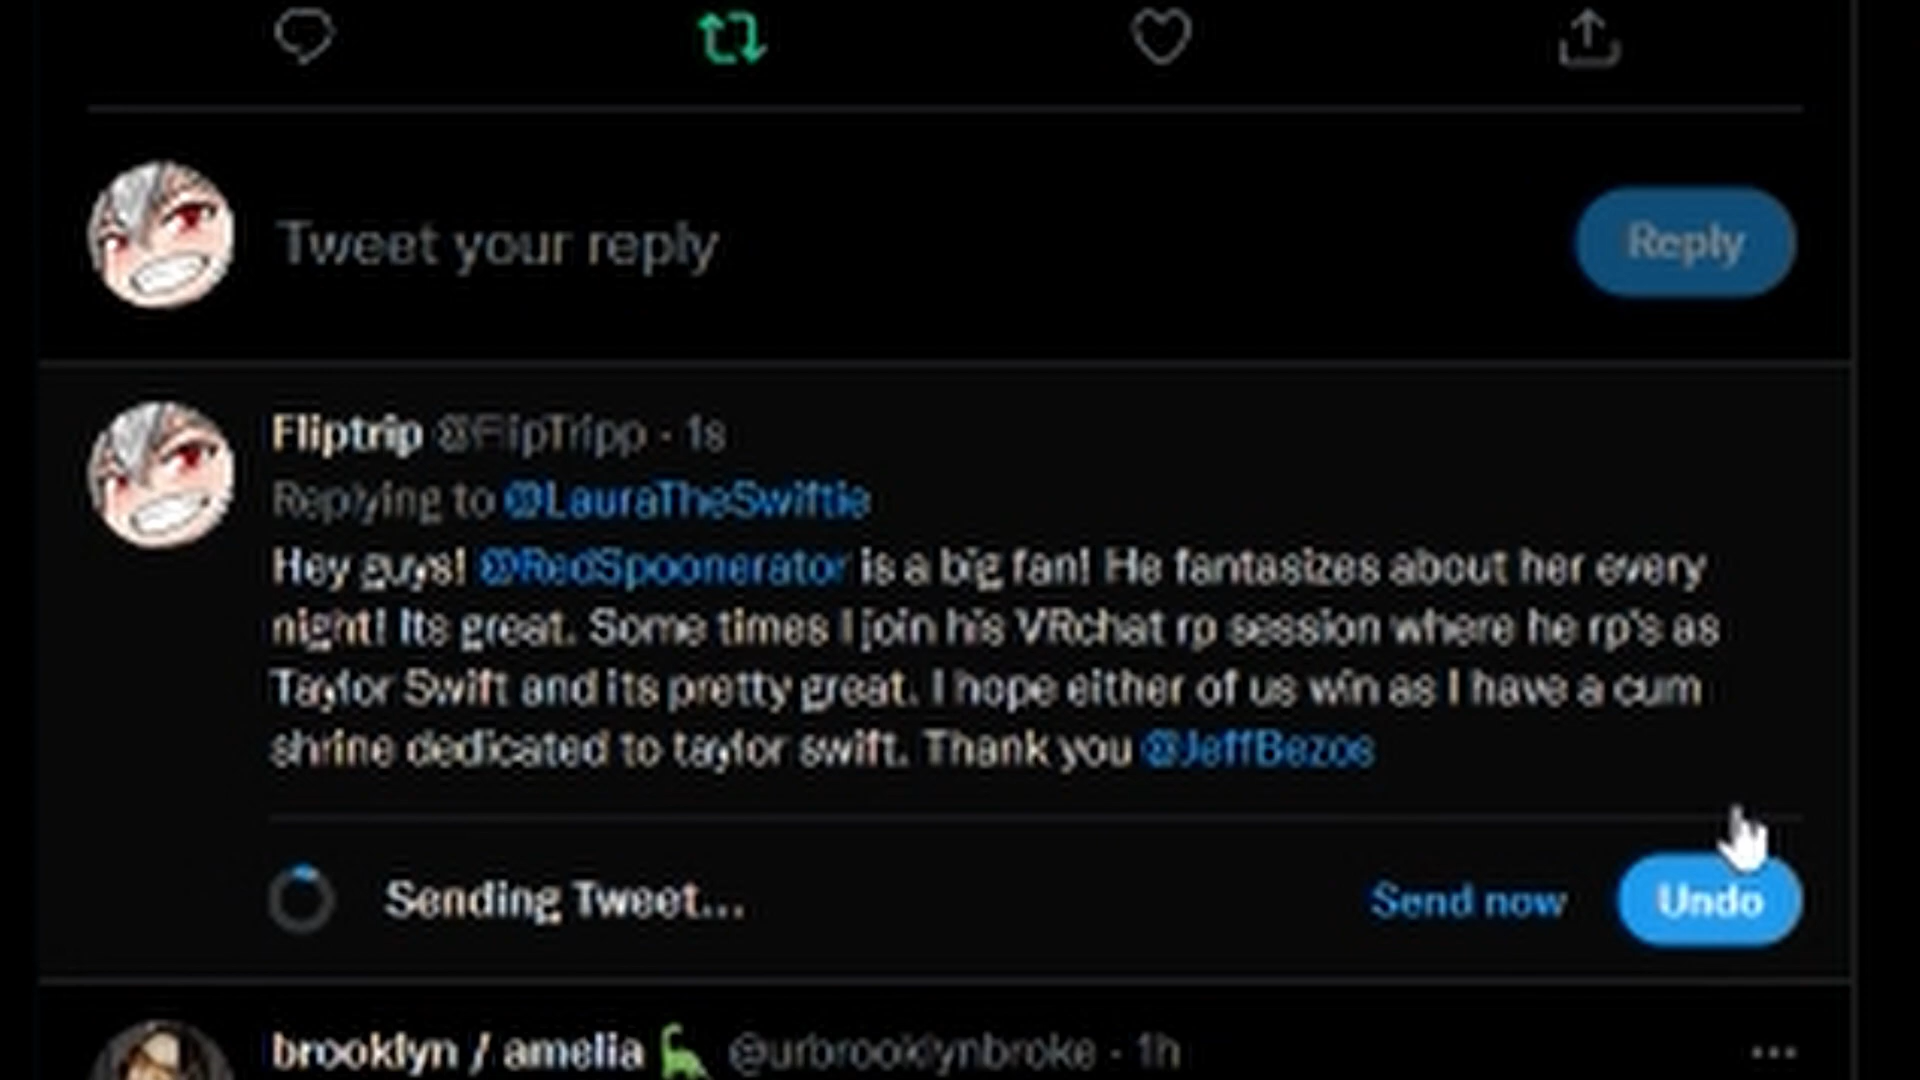 Tweet your reply
Reply
Fliptrip @FlipTripp · 1s
Replying to @LauraTheSwiftie
Hey guys! @RedSpoonerator is a big fan! He fantasizes about her every
night! Its great. Some times I join his VRchat rp session where he rp's as
Taylor Swift and its pretty great. I hope either of us win as I have a cum
shrine dedicated to taylor swift. Thank you @JeffBezos
Sending Tweet...
Send now
Undo
brooklyn / amelia @urbrooklynbroke · 1h